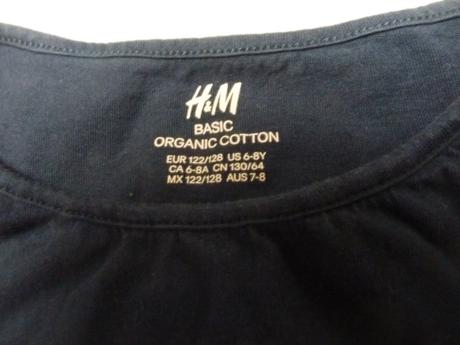 H&M
BASIC
ORGANIC COTTON
EUR 122/128 US 6-8Y
CA 6-8A CN 130/64
MX 122/128 AUS 7-8